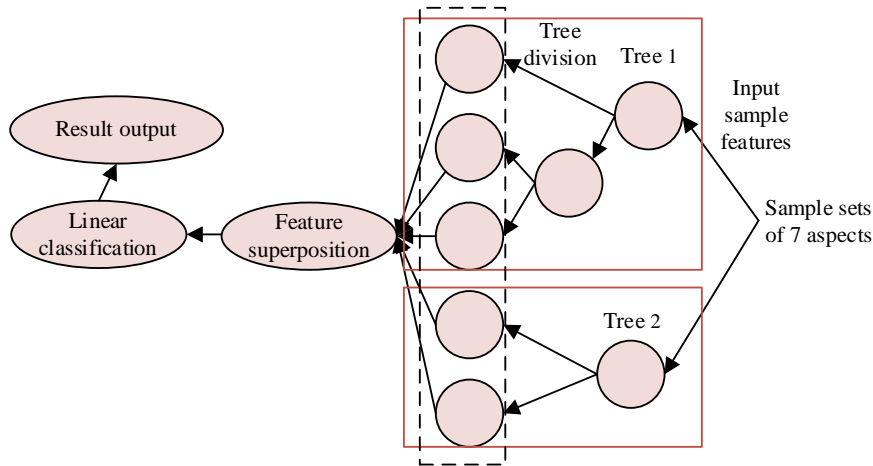 Tree
division
Tree 1
Input
sample
features
Result output
Linear
classification
Feature
superposition
Sample sets
of 7 aspects
Tree 2